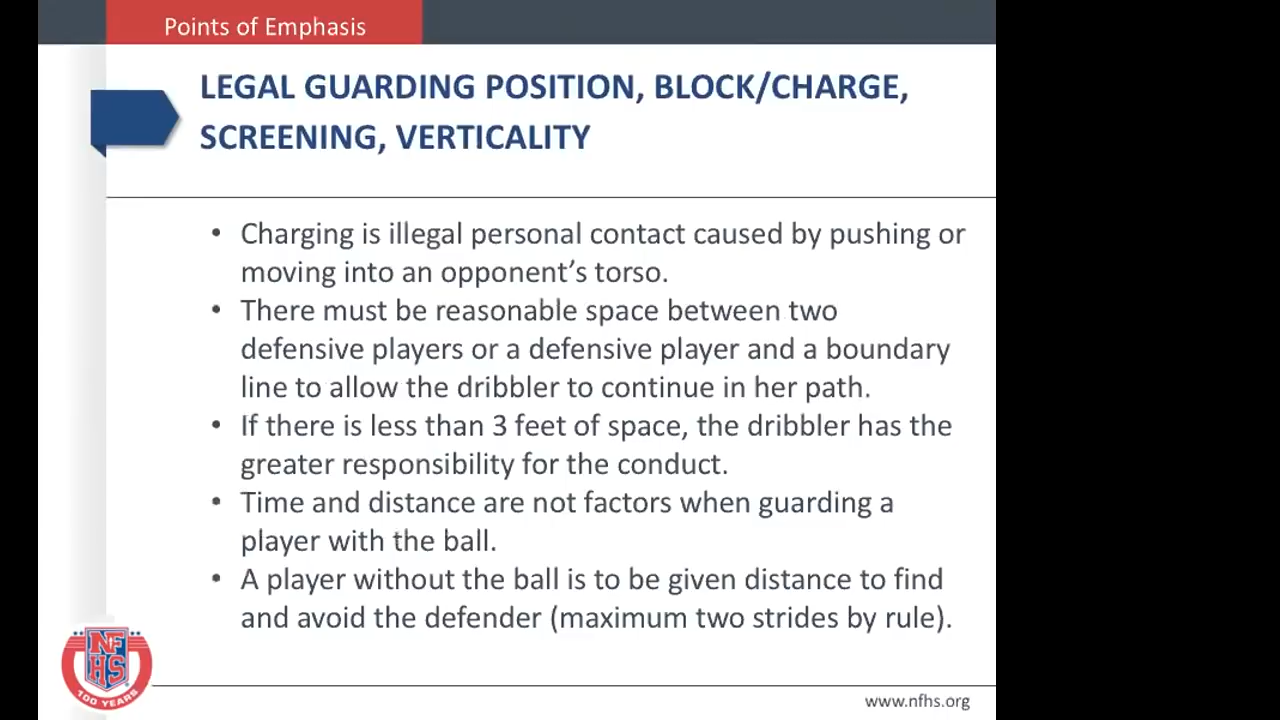 Points of Emphasis
LEGAL GUARDING POSITION, BLOCK/CHARGE,
SCREENING, VERTICALITY
• Charging is illegal personal contact caused by pushing or
moving into an opponent’s torso.
• There must be reasonable space between two
defensive players or a defensive player and a boundary
line to allow the dribbler to continue in her path.
• If there is less than 3 feet of space, the dribbler has the
greater responsibility for the conduct.
• Time and distance are not factors when guarding a
player with the ball.
• A player without the ball is to be given distance to find
and avoid the defender (maximum two strides by rule).
NF
HS
100 YEARS
www.nfhs.org